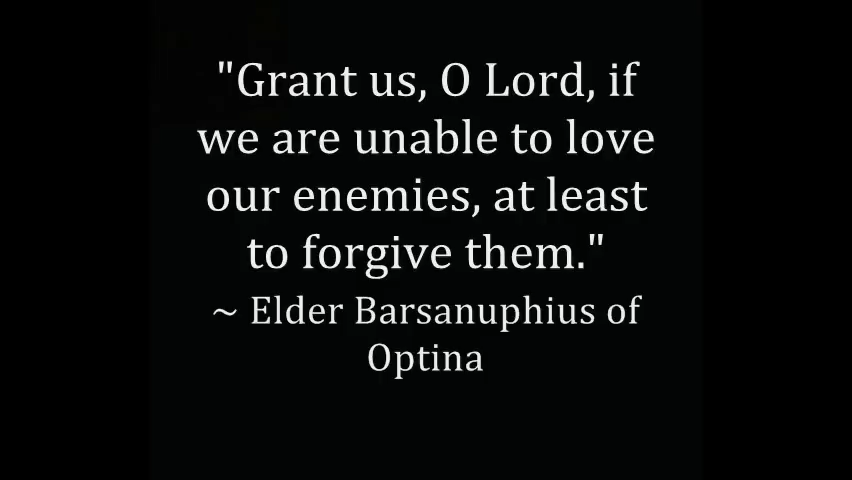 "Grant us, O Lord, if
we are unable to love
our enemies, at least
to forgive them."
~ Elder Barsanuphius of
Optina